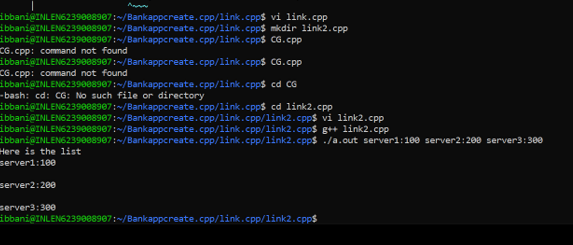 ^~~~
ibbani@INLEN6239008907:~/Bankappcreate.cpp/link.cpp$ vi link.cpp
ibbani@INLEN6239008907:~/Bankappcreate.cpp/link.cpp$ mkdir link2.cpp
ibbani@INLEN6239008907:~/Bankappcreate.cpp/link.cpp$ CG.cpp
CG.cpp: command not found
ibbani@INLEN6239008907:~/Bankappcreate.cpp/link.cpp$ CG.cpp
CG.cpp: command not found
ibbani@INLEN6239008907:~/Bankappcreate.cpp/link.cpp$ cd CG
-bash: cd: CG: No such file or directory
ibbani@INLEN6239008907:~/Bankappcreate.cpp/link.cpp$ cd link2.cpp
ibbani@INLEN6239008907:~/Bankappcreate.cpp/link.cpp/link2.cpp$ vi link2.cpp
ibbani@INLEN6239008907:~/Bankappcreate.cpp/link.cpp/link2.cpp$ g++ link2.cpp
ibbani@INLEN6239008907:~/Bankappcreate.cpp/link.cpp/link2.cpp$ ./a.out server1:100 server2:200 server3:300
Here is the list
server1:100
server2:200
server3:300
ibbani@INLEN6239008907:~/Bankappcreate.cpp/link.cpp/link2.cpp$